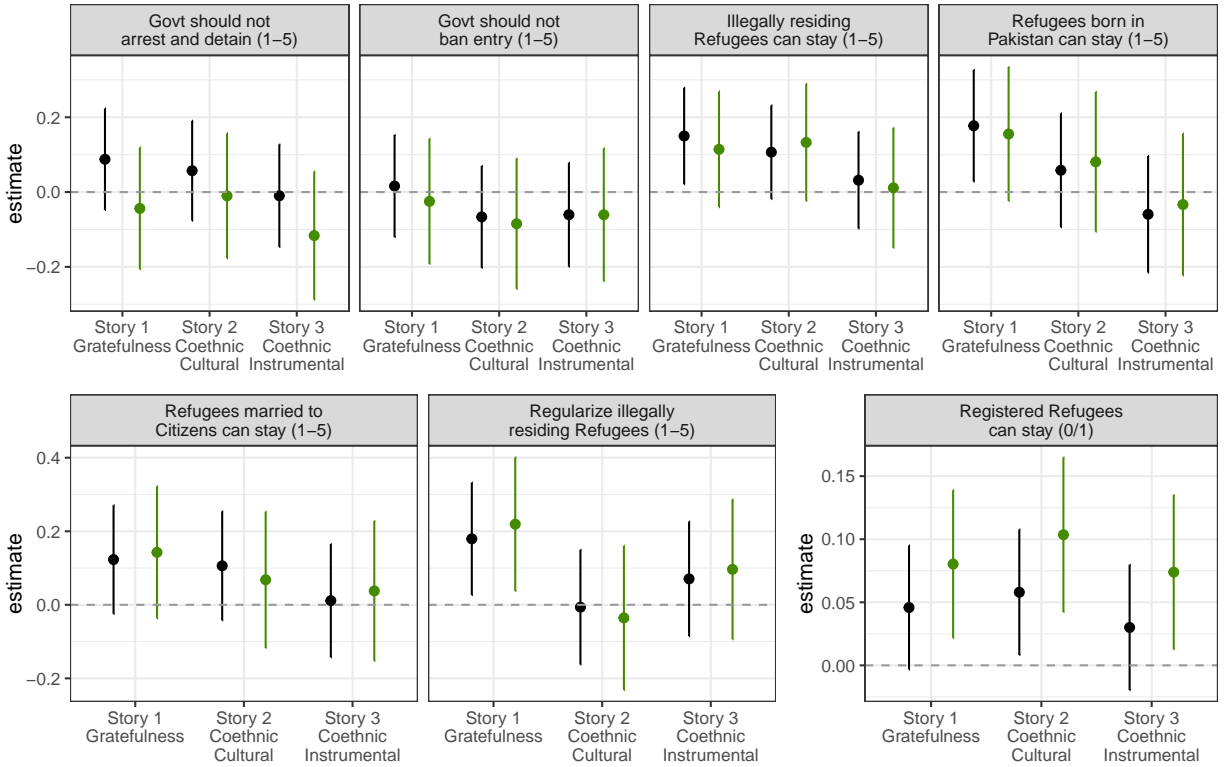 Govt should not
arrest and detain (1−5)
Govt should not
ban entry (1−5)
Illegally residing
Refugees can stay (1−5)
Refugees born in
Pakistan can stay (1−5)
estimate
0.2
0.0
−0.2
Story 1
Gratefulness
Story 2
Coethnic
Cultural
Story 3
Coethnic
Instrumental
Story 1
Gratefulness
Story 2
Coethnic
Cultural
Story 3
Coethnic
Instrumental
Story 1
Gratefulness
Story 2
Coethnic
Cultural
Story 3
Coethnic
Instrumental
Story 1
Gratefulness
Story 2
Coethnic
Cultural
Story 3
Coethnic
Instrumental
Refugees married to
Citizens can stay (1−5)
Regularize illegally
residing Refugees (1−5)
Registered Refugees
can stay (0/1)
estimate
0.4
0.2
0.0
−0.2
Story 1
Gratefulness
Story 2
Coethnic
Cultural
Story 3
Coethnic
Instrumental
Story 1
Gratefulness
Story 2
Coethnic
Cultural
Story 3
Coethnic
Instrumental
estimate
0.15
0.10
0.05
0.00
Story 1
Gratefulness
Story 2
Coethnic
Cultural
Story 3
Coethnic
Instrumental